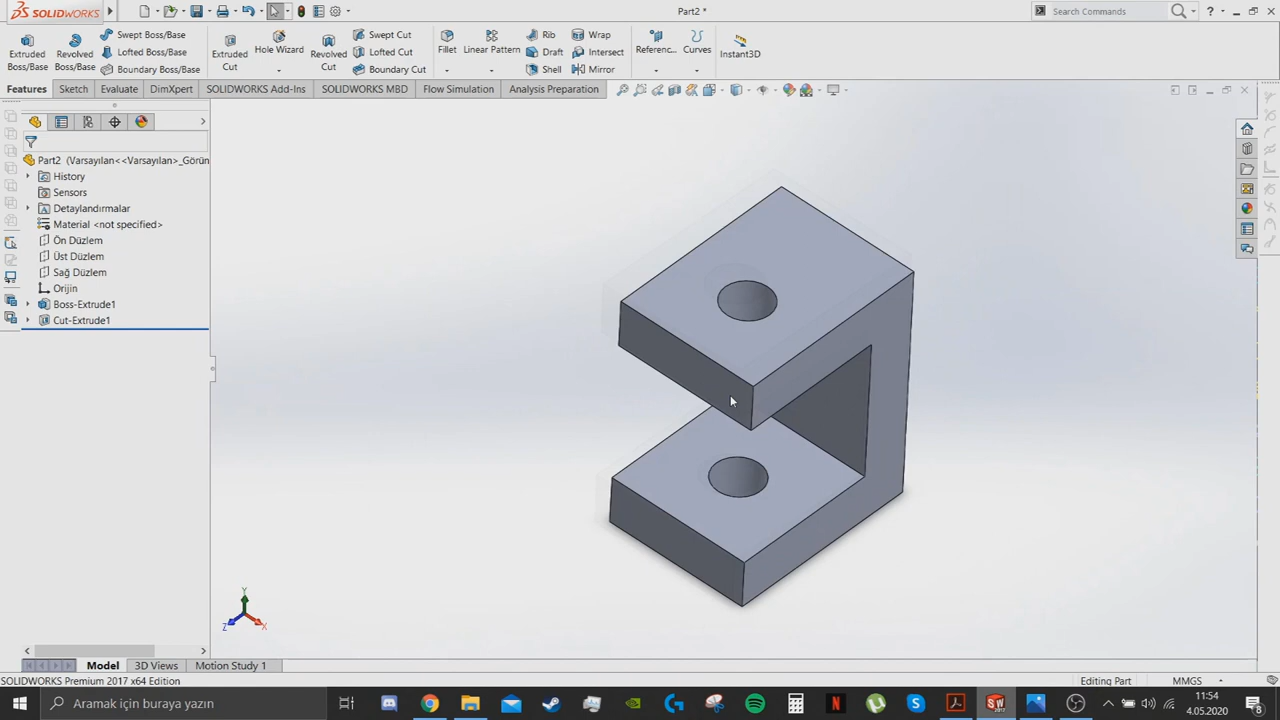 SOLIDWORKS
Part2 *
Search Commands
Extruded Boss/Base
Revolved Boss/Base
Swept Boss/Base
Lofted Boss/Base
Boundary Boss/Base
Extruded Cut
Hole Wizard
Revolved Cut
Swept Cut
Lofted Cut
Boundary Cut
Fillet
Linear Pattern
Rib
Draft
Shell
Wrap
Intersect
Mirror
Referenc...
Curves
Instant3D
Features
Sketch
Evaluate
DimXpert
SOLIDWORKS Add-Ins
SOLIDWORKS MBD
Flow Simulation
Analysis Preparation
Part2 (Varsayılan<<Varsayılan>_Görün
History
Sensors
Detaylandırmalar
Material <not specified>
Ön Düzlem
Üst Düzlem
Sağ Düzlem
Orijin
Boss-Extrude1
Cut-Extrude1
Y
Z
X
Model
3D Views
Motion Study 1
SOLIDWORKS Premium 2017 x64 Edition
Editing Part
MMGS
Aramak için buraya yazın
11:54
4.05.2020
8